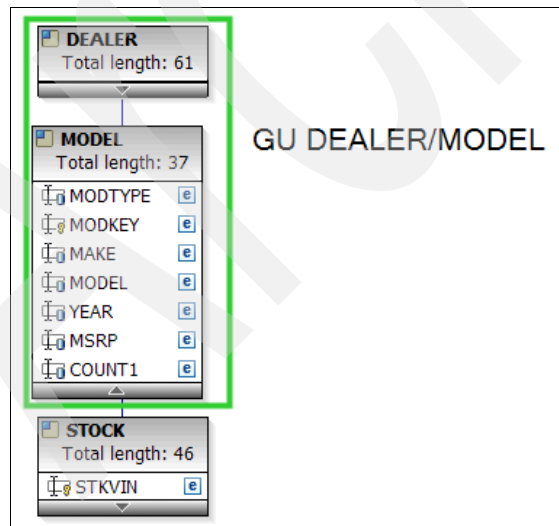 DEALER
Total length: 61
MODEL
Total length: 37
GU DEALER/MODEL
MODTYPE e
MODKEY e
MAKE e
MODEL e
YEAR e
MSRP e
COUNT1 e
STOCK
Total length: 46
STKVIN e